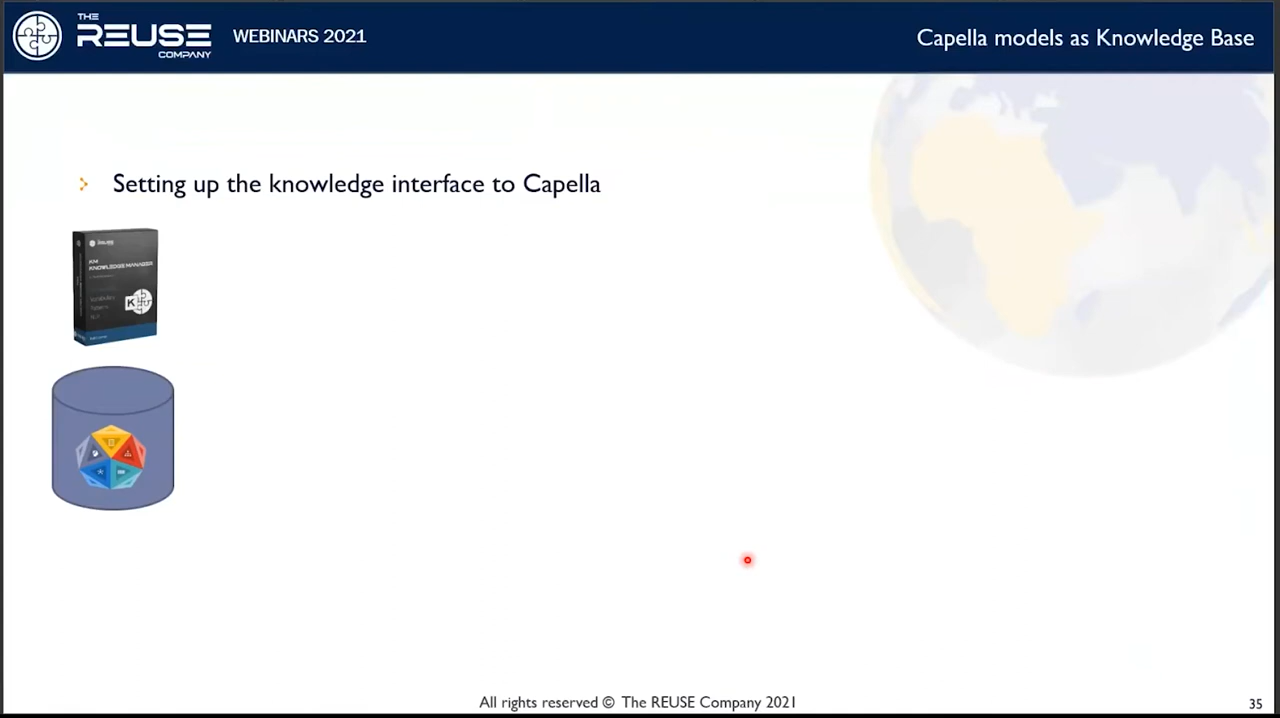 THE
REUSE
COMPANY
WEBINARS 2021
Capella models as Knowledge Base
Setting up the knowledge interface to Capella
KM
KNOWLEDGE MANAGER
All rights reserved © The REUSE Company 2021
35